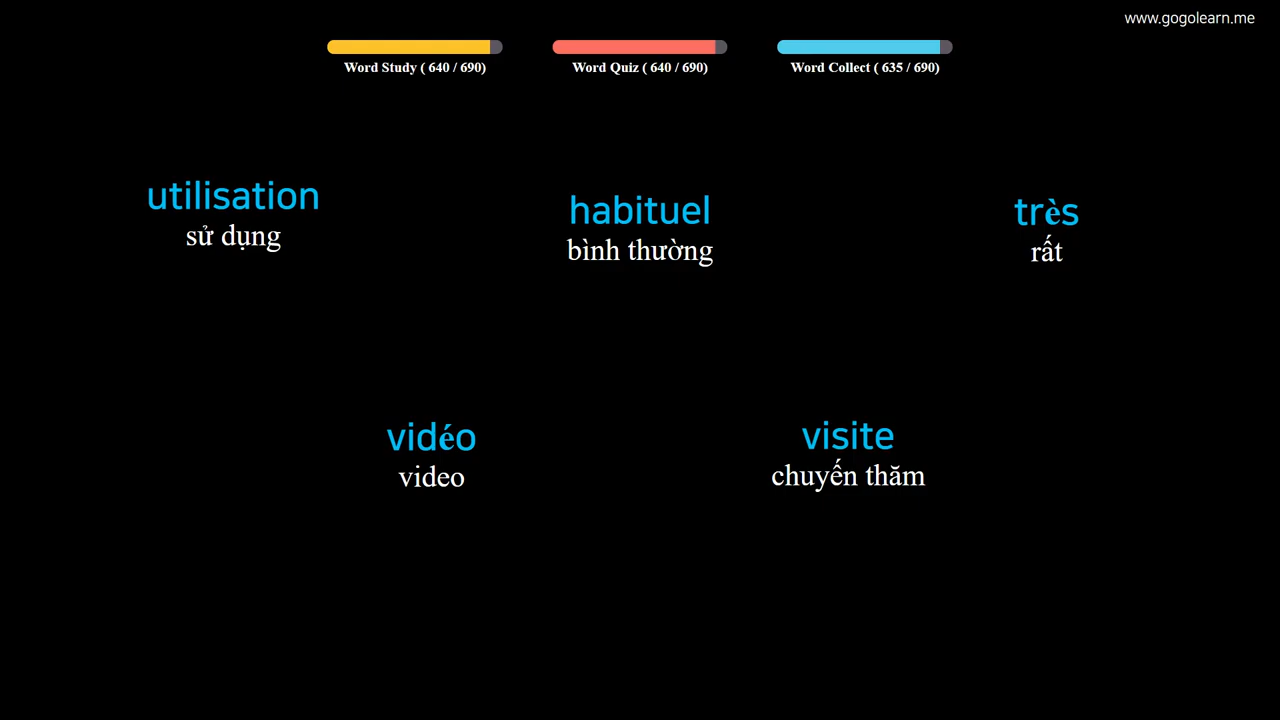 www.gogolearn.me
Word Study ( 640 / 690)
Word Quiz ( 640 / 690)
Word Collect ( 635 / 690)
utilisation
sử dụng
habituel
bình thường
très
rất
vidéo
video
visite
chuyến thăm